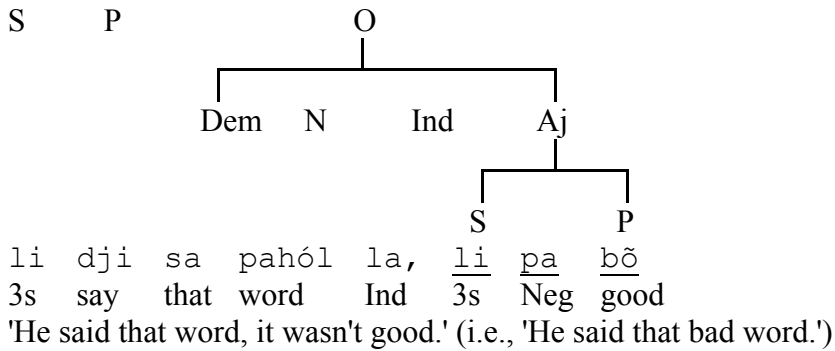 S P O
Dem N Ind Aj
S P
li dji sa pahól la, li pa bõ
3s say that word Ind 3s Neg good
'He said that word, it wasn't good.' (i.e., 'He said that bad word.')